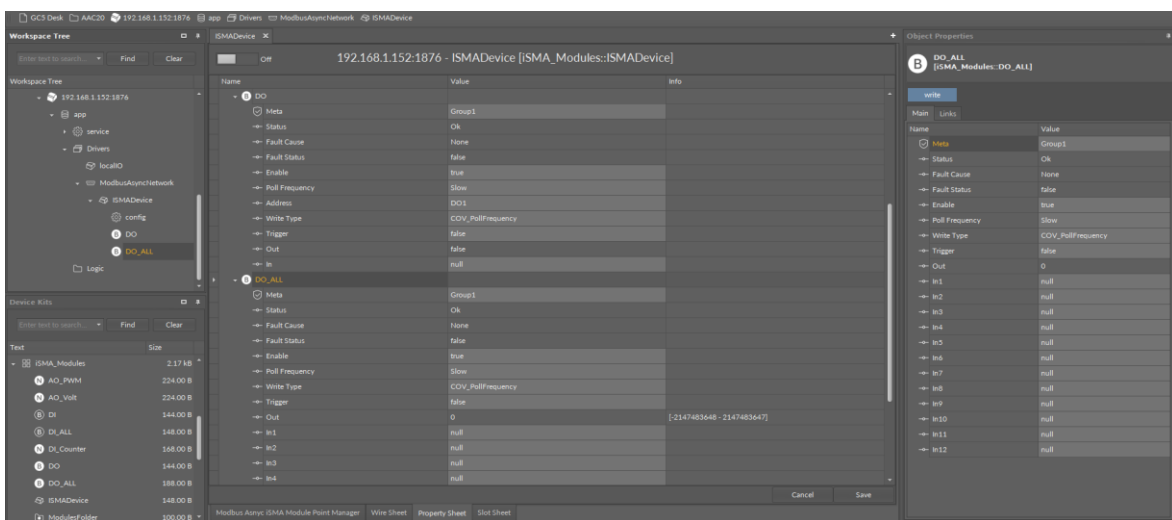 GC5 Desk AAC20 192.168.1.152:1876 app Drivers ModbusAsyncNetwork iSMADevice
Workspace Tree
Enter text to search... Find Clear
Workspace Tree
192.168.1.152:1876
app
service
Drivers
localIO
ModbusAsyncNetwork
iSMADevice
config
B DO
B DO_ALL
Logic
Device Kits
Enter text to search... Find Clear
Text Size
iSMA_Modules 2.17 kB
N AO_PWM 224.00 B
N AO_Volt 224.00 B
B DI 144.00 B
B DI_ALL 148.00 B
N DI_Counter 168.00 B
B DO 144.00 B
B DO_ALL 188.00 B
iSMADevice 148.00 B
ModulesFolder 100.00 B
iSMADevice
Off 192.168.1.152:1876 - ISMADevice [iSMA_Modules::ISMADevice]
Name Value Info
B DO
Meta Group1
Status Ok
Fault Cause None
Fault Status false
Enable true
Poll Frequency Slow
Address DO1
Write Type COV_PollFrequency
Trigger false
Out false
In null
B DO_ALL
Meta Group1
Status Ok
Fault Cause None
Fault Status false
Enable true
Poll Frequency Slow
Write Type COV_PollFrequency
Trigger false
Out 0 [-2147483648 - 2147483647]
In1 null
In2 null
In3 null
In4 null
Cancel Save
Modbus Asnyc iSMA Module Point Manager Wire Sheet Property Sheet Slot Sheet
Object Properties
B DO_ALL
[iSMA_Modules::DO_ALL]
write
Main Links
Name Value
Meta Group1
Status Ok
Fault Cause None
Fault Status false
Enable true
Poll Frequency Slow
Write Type COV_PollFrequency
Trigger false
Out 0
In1 null
In2 null
In3 null
In4 null
In5 null
In6 null
In7 null
In8 null
In9 null
In10 null
In11 null
In12 null